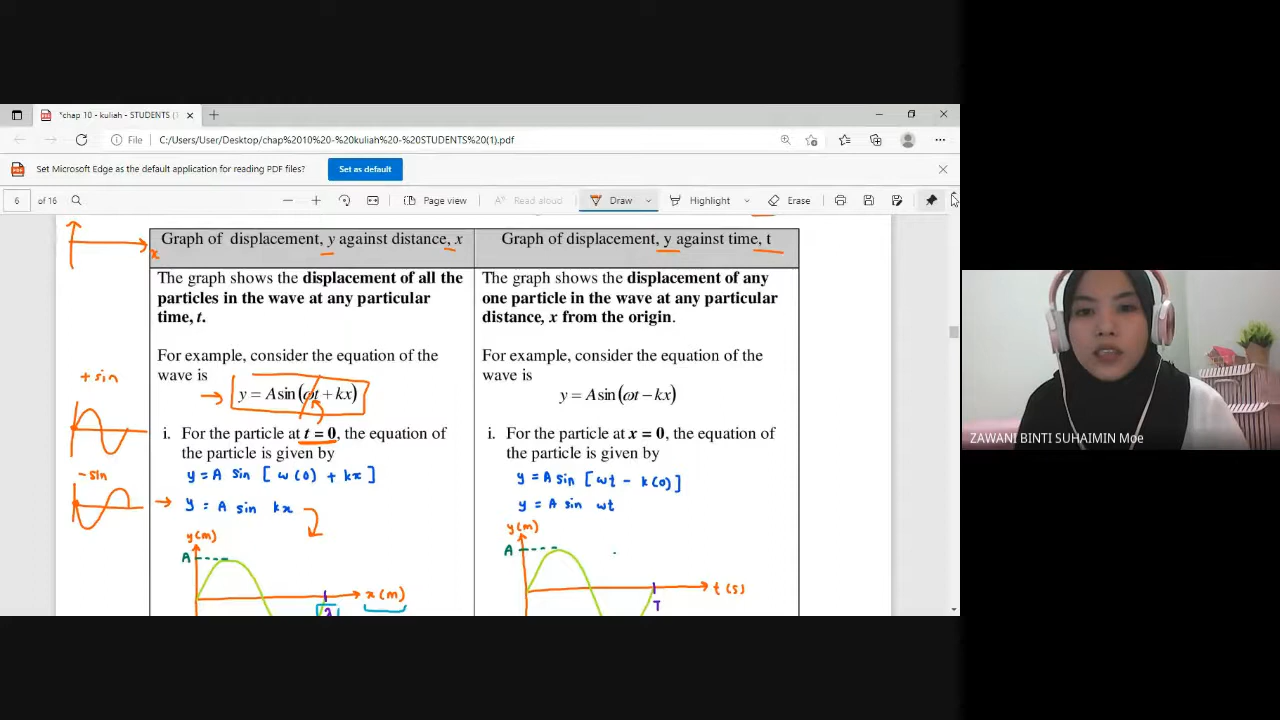 *chap 10 - kuliah - STUDENTS (1
File
C:/Users/User/Desktop/chap%2010%20-%20kuliah%20-%20STUDENTS%20(1).pdf
Set Microsoft Edge as the default application for reading PDF files?
Set as default
6 of 16
Page view
Read aloud
Draw
Highlight
Erase
x
Graph of displacement, y against distance, x
The graph shows the displacement of all the
particles in the wave at any particular
time, t.
For example, consider the equation of the
wave is
y = A sin(ωt + kx)
i. For the particle at t = 0, the equation of
the particle is given by
y = A sin [ w(0) + kx ]
y = A sin kx
y(m)
A
x(m)
λ
+ sin
- sin
Graph of displacement, y against time, t
The graph shows the displacement of any
one particle in the wave at any particular
distance, x from the origin.
For example, consider the equation of the
wave is
y = A sin(ωt − kx)
i. For the particle at x = 0, the equation of
the particle is given by
y = A sin [ wt - k(0) ]
y = A sin wt
y(m)
A
t(s)
T
ZAWANI BINTI SUHAIMIN Moe